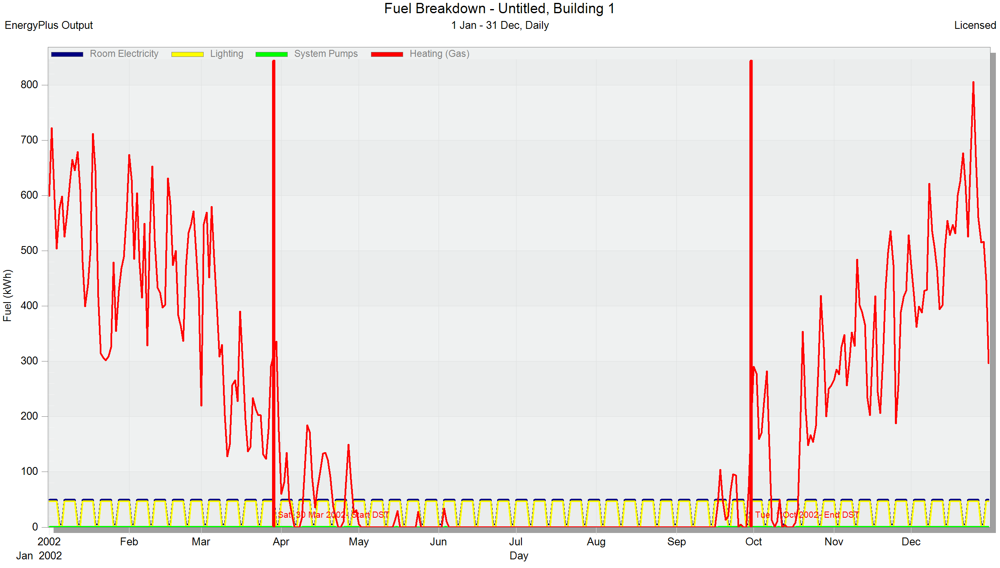 Fuel Breakdown - Untitled, Building 1
EnergyPlus Output 1 Jan - 31 Dec, Daily Licensed
Room Electricity Lighting System Pumps Heating (Gas)
800
700
600
500
400
300
200
100
0
Fuel (kWh)
Sat 30 Mar 2002- Start DST Tue 1 Oct 2002- End DST
2002 Feb Mar Apr May Jun Jul Aug Sep Oct Nov Dec
Jan 2002 Day